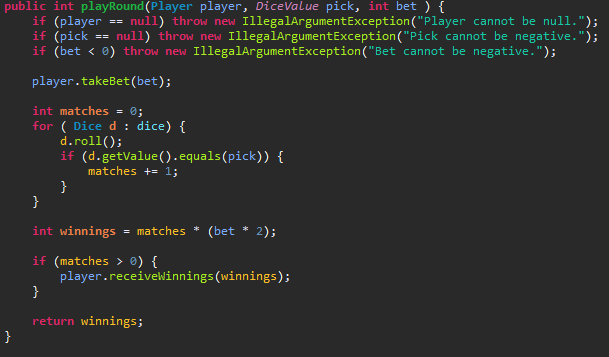 public int playRound(Player player, DiceValue pick, int bet ) {
if (player == null) throw new IllegalArgumentException("Player cannot be null.");
if (pick == null) throw new IllegalArgumentException("Pick cannot be negative.");
if (bet < 0) throw new IllegalArgumentException("Bet cannot be negative.");
player.takeBet(bet);
int matches = 0;
for ( Dice d : dice) {
d.roll();
if (d.getValue().equals(pick)) {
matches += 1;
}
}
int winnings = matches * (bet * 2);
if (matches > 0) {
player.receiveWinnings(winnings);
}
return winnings;
}